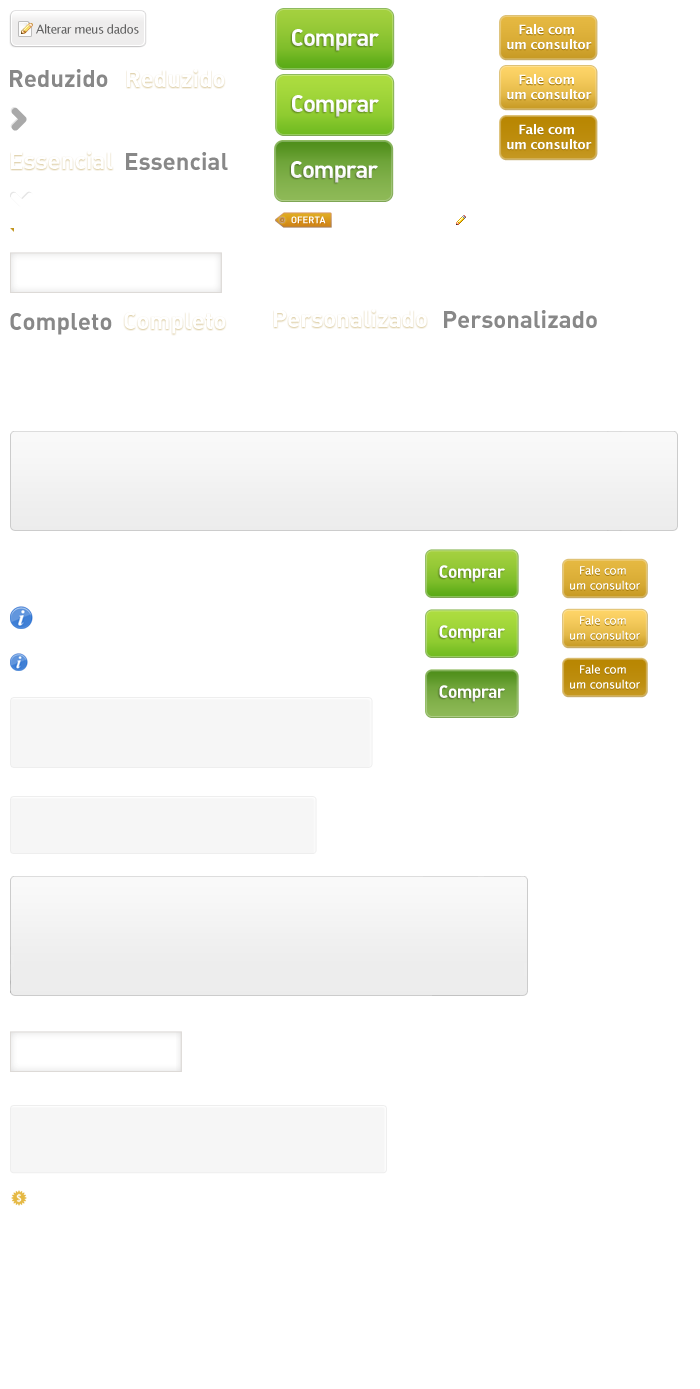 Alterar meus dados
Comprar
Fale com
um consultor
Reduzido Reduzido
Fale com
um consultor
Comprar
Fale com
um consultor
Essencial Essencial
Comprar
OFERTA
Completo Completo
Personalizado Personalizado
Comprar
Fale com
um consultor
Comprar
Fale com
um consultor
Comprar
Fale com
um consultor